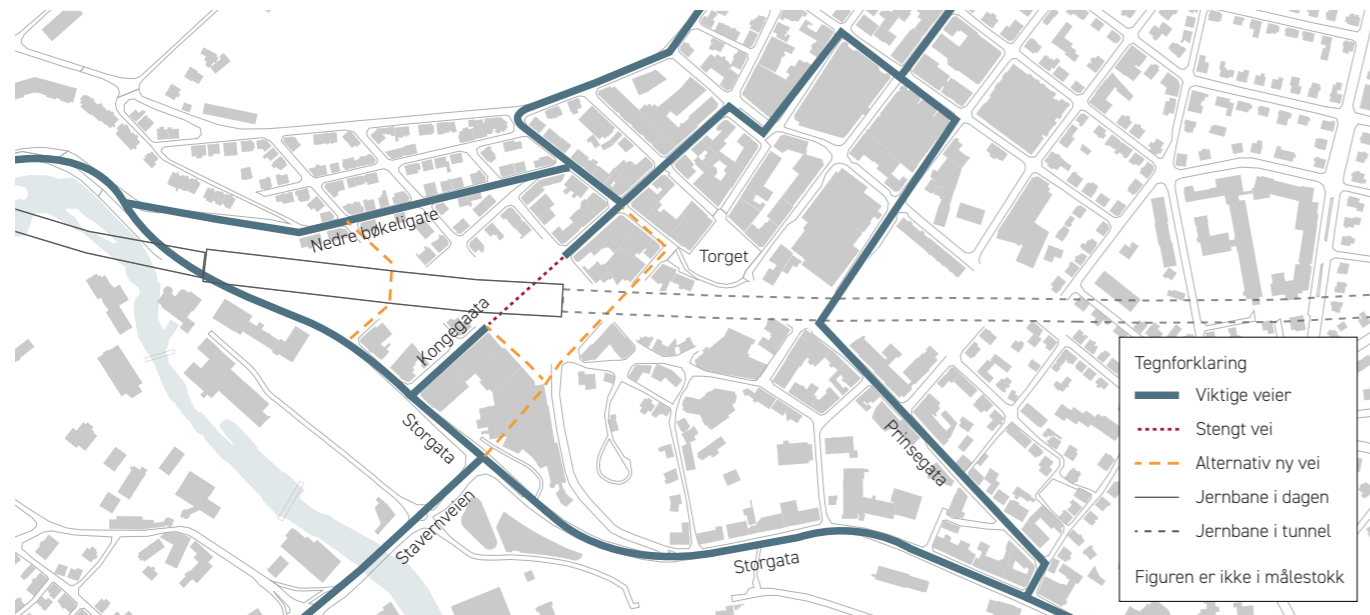 Nedre bøkeligate
Torget
Kongegaata
Storgata
Prinsegata
Stavernveien
Storgata
Tegnforklaring
Viktige veier
Stengt vei
Alternativ ny vei
Jernbane i dagen
Jernbane i tunnel
Figuren er ikke i målestokk